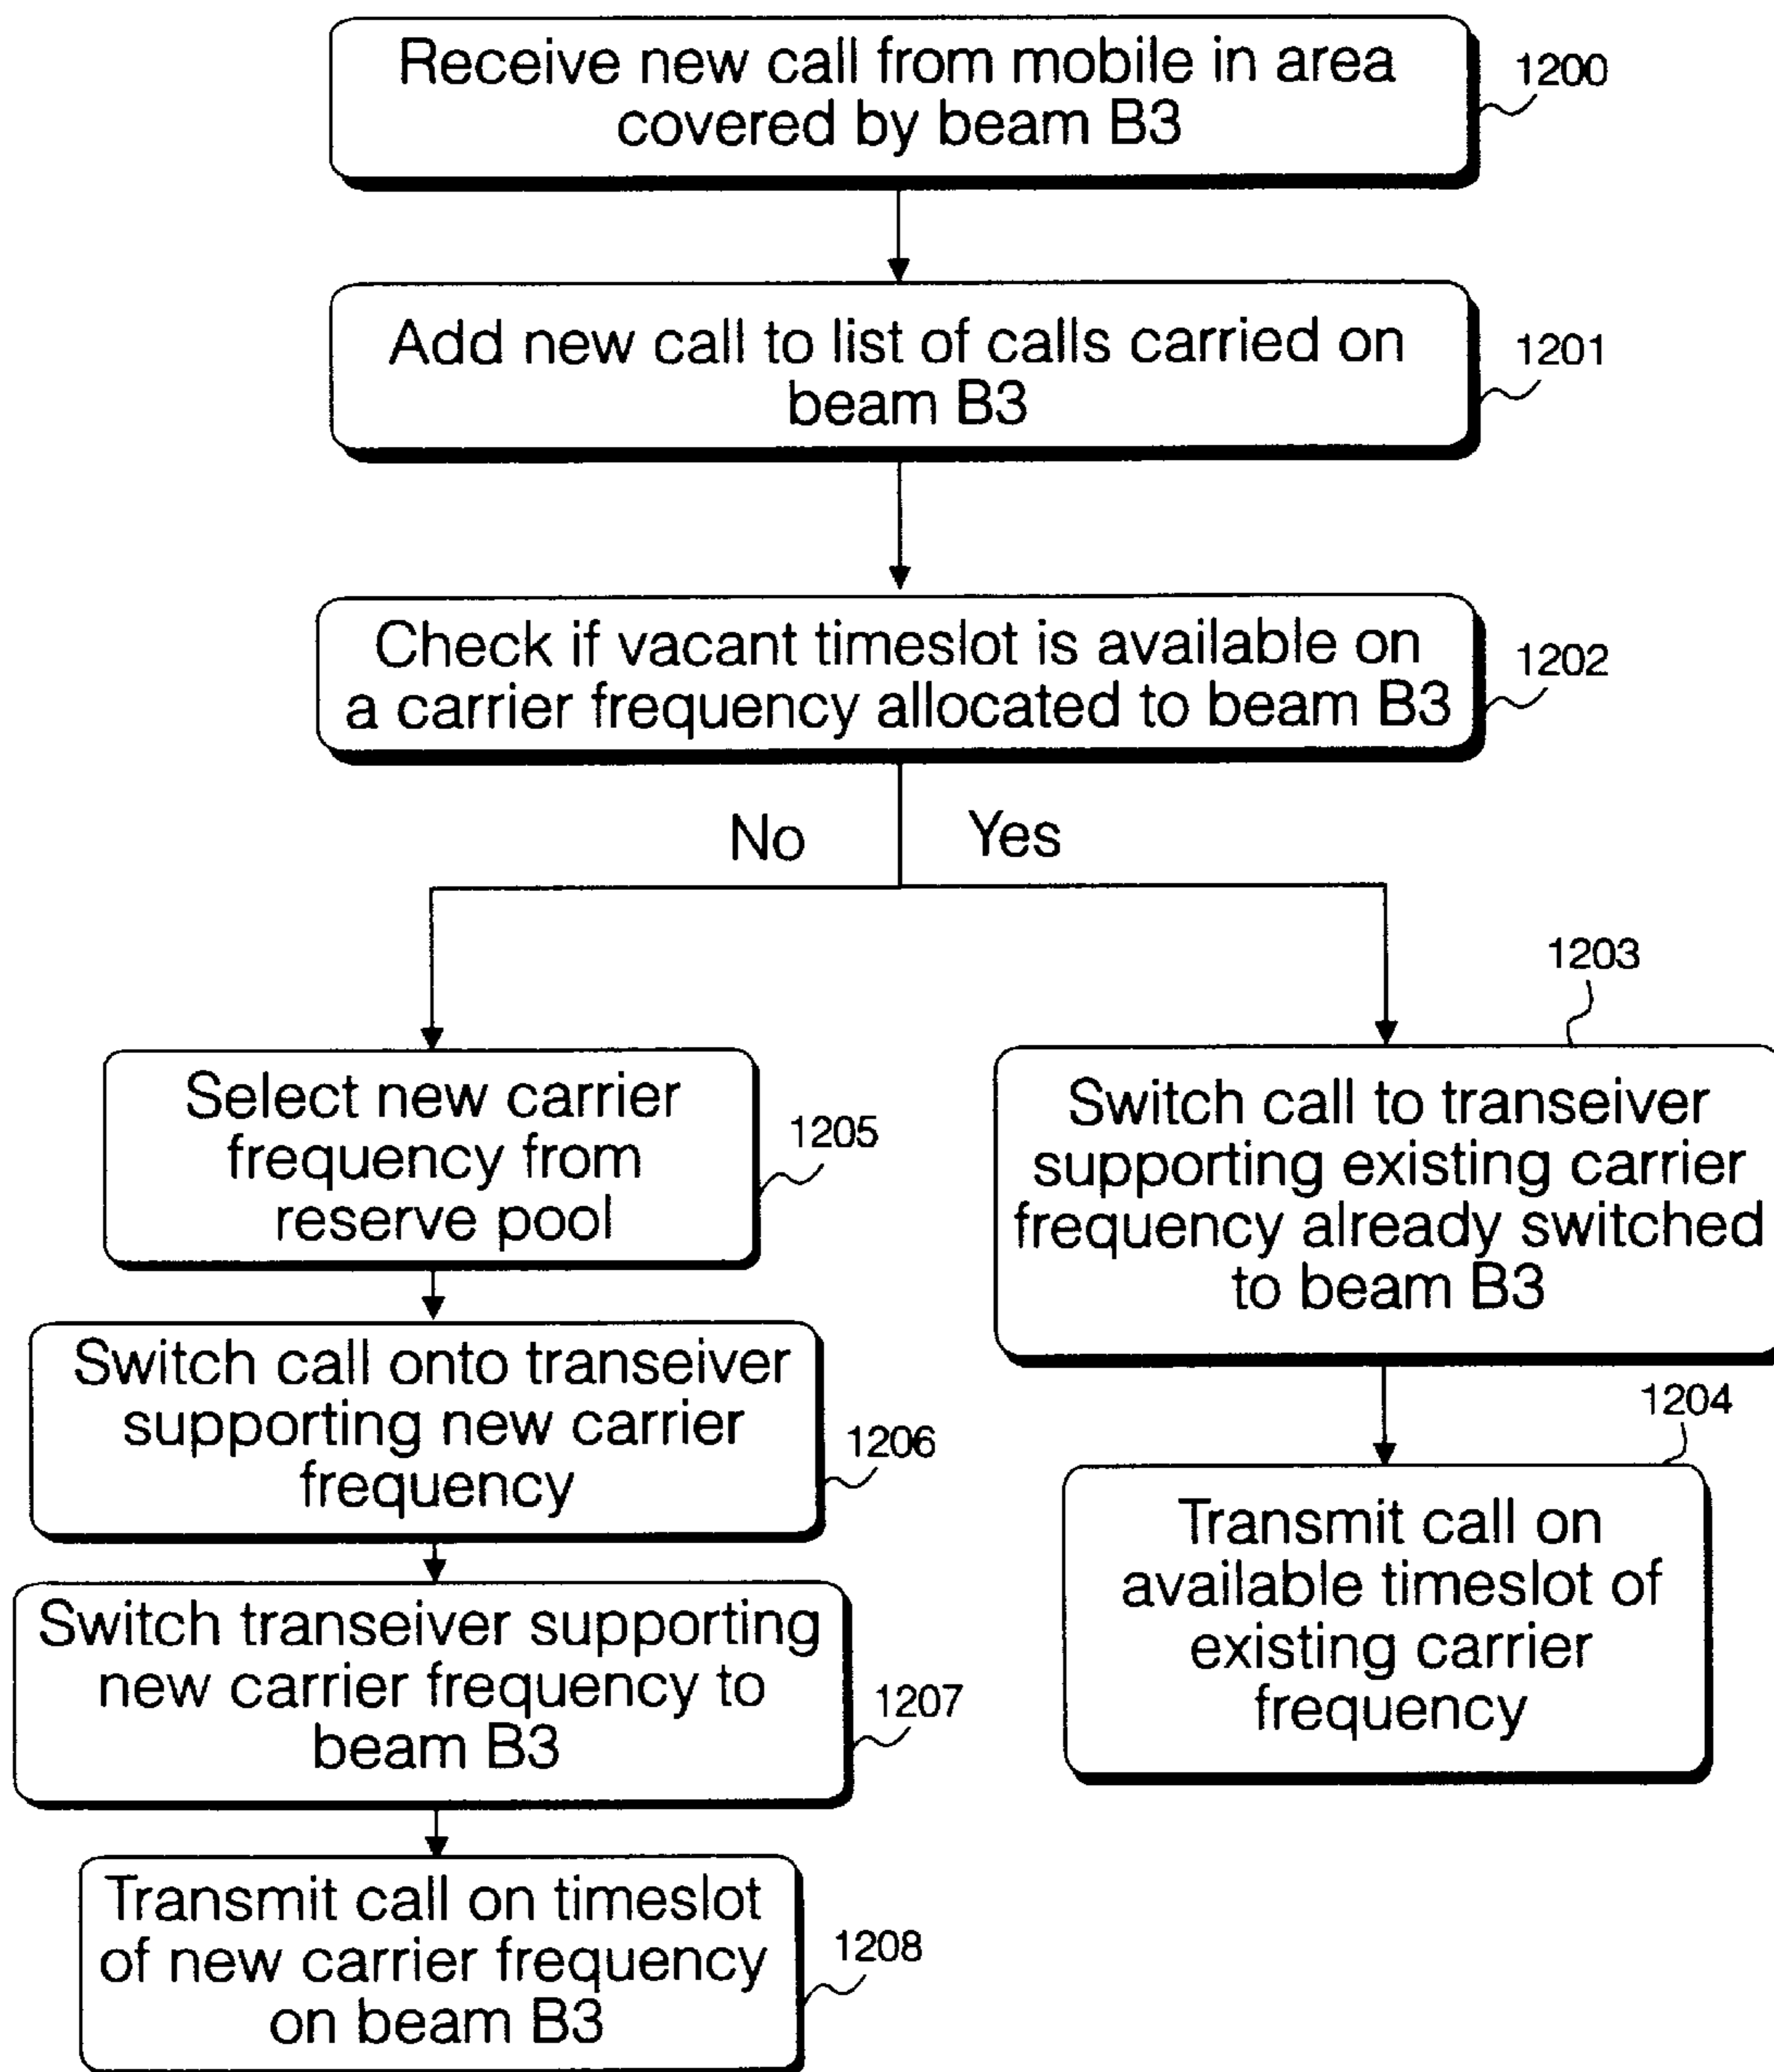 Receive new call from mobile in area
covered by beam B3
1200
Add new call to list of calls carried on
beam B3
1201
Check if vacant timeslot is available on
a carrier frequency allocated to beam B3
1202
No
Yes
1203
Switch call to transeiver
supporting existing carrier
frequency already switched
to beam B3
1204
Transmit call on
available timeslot of
existing carrier
frequency
Select new carrier
frequency from
reserve pool
1205
Switch call onto transeiver
supporting new carrier
frequency
1206
Switch transeiver supporting
new carrier frequency to
beam B3
1207
Transmit call on timeslot
of new carrier frequency
on beam B3
1208